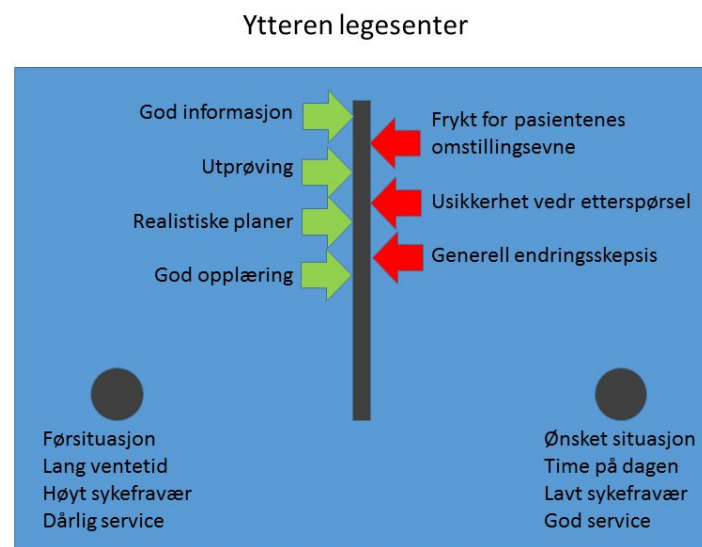 Ytteren legesenter
God informasjon
Utprøving
Realistiske planer
God opplæring
Frykt for pasientenes
omstillingsevne
Usikkerhet vedr etterspørsel
Generell endringsskepsis
Førsituasjon
Lang ventetid
Høyt sykefravær
Dårlig service
Ønsket situasjon
Time på dagen
Lavt sykefravær
God service